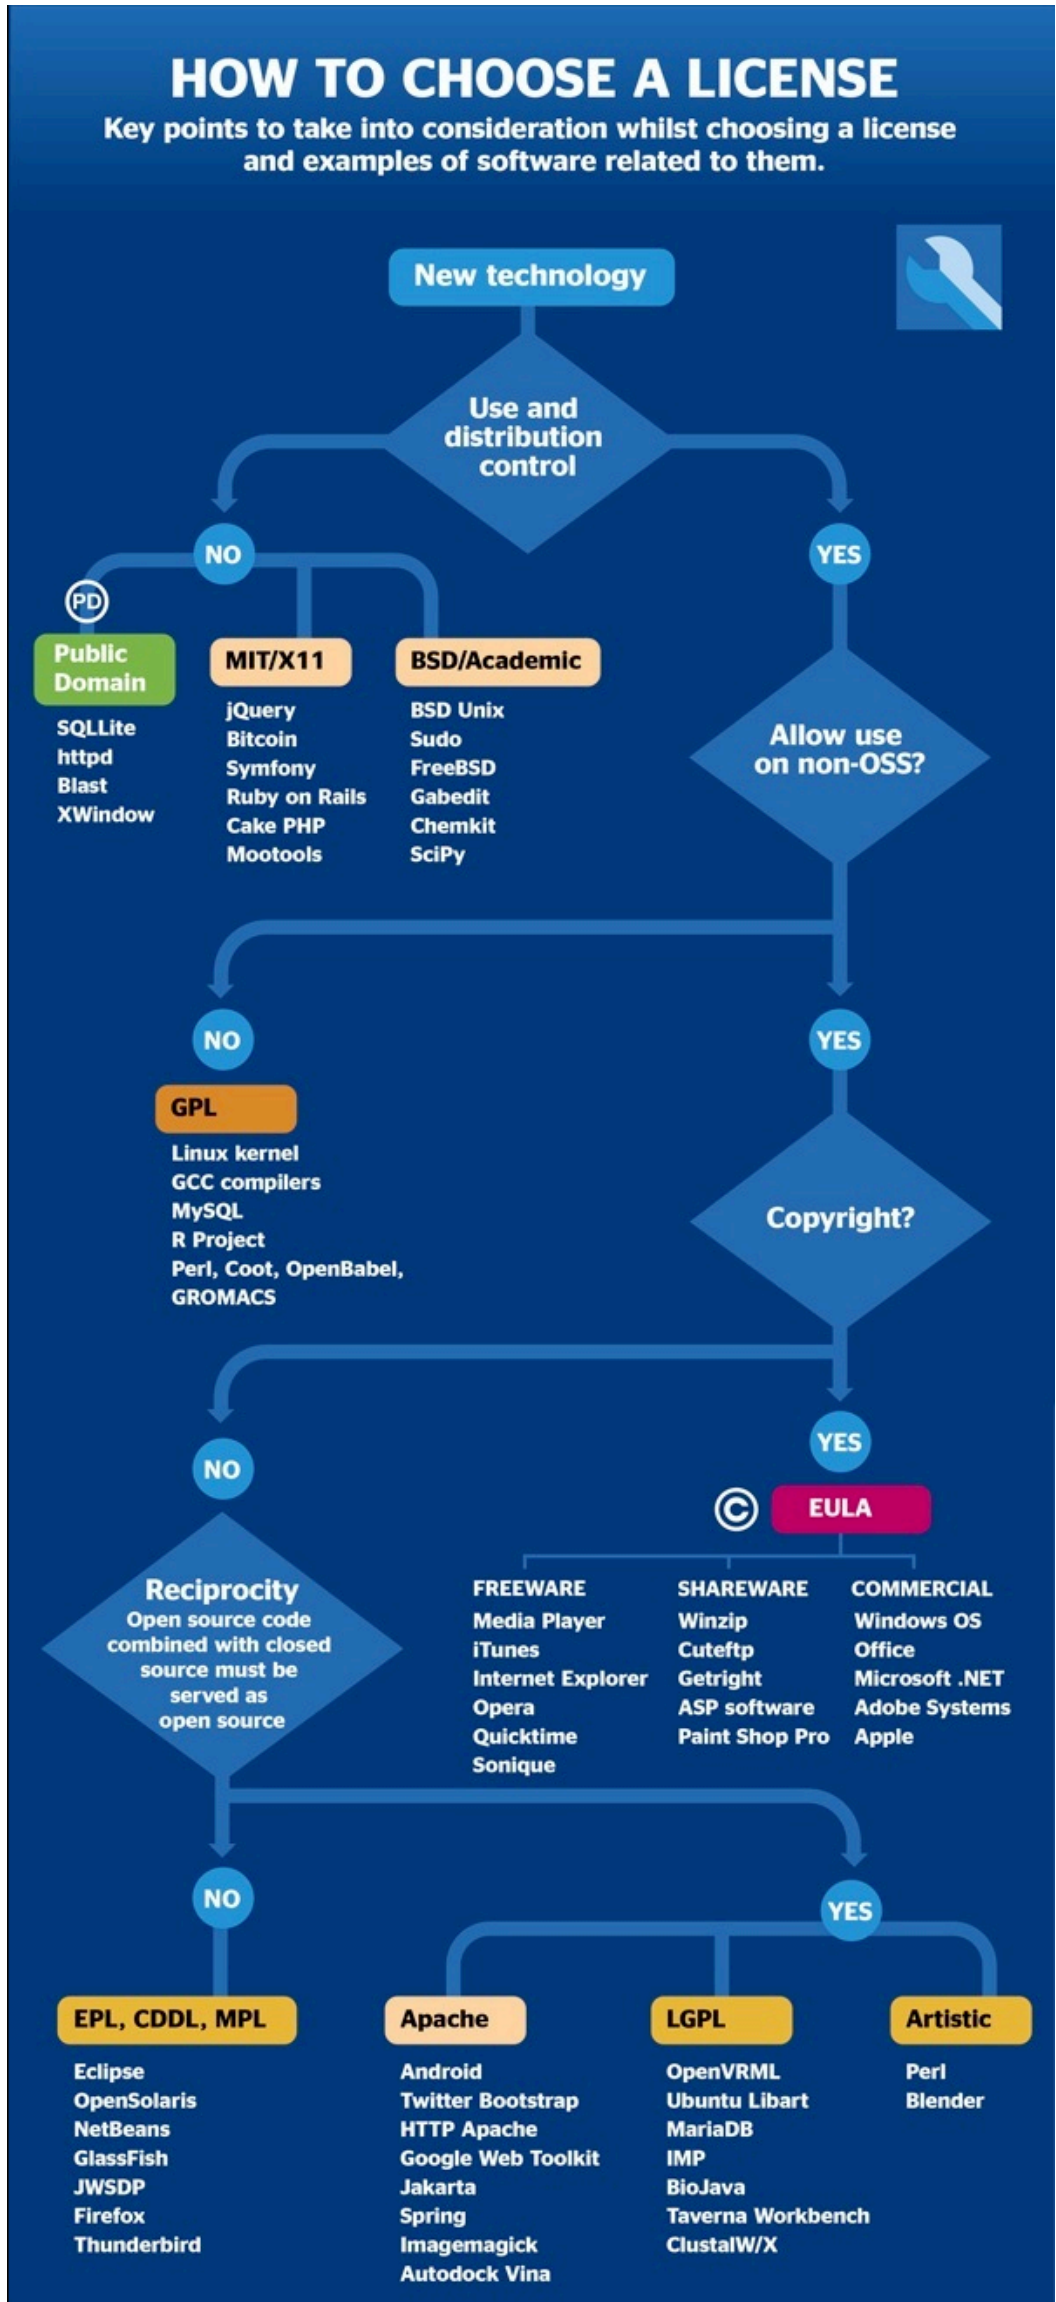 HOW TO CHOOSE A LICENSE
Key points to take into consideration whilst choosing a license
and examples of software related to them.
New technology
Use and
distribution
control
NO
YES
PD
Public
Domain
SQLLite
httpd
Blast
XWindow
MIT/X11
jQuery
Bitcoin
Symfony
Ruby on Rails
Cake PHP
Mootools
BSD/Academic
BSD Unix
Sudo
FreeBSD
Gabedit
Chemkit
SciPy
Allow use
on non-OSS?
NO
YES
GPL
Linux kernel
GCC compilers
MySQL
R Project
Perl, Coot, OpenBabel,
GROMACS
Copyright?
NO
YES
© EULA
Reciprocity
Open source code
combined with closed
source must be
served as
open source
FREEWARE
Media Player
iTunes
Internet Explorer
Opera
Quicktime
Sonique
SHAREWARE
Winzip
Cuteftp
Getright
ASP software
Paint Shop Pro
COMMERCIAL
Windows OS
Office
Microsoft .NET
Adobe Systems
Apple
NO
YES
EPL, CDDL, MPL
Eclipse
OpenSolaris
NetBeans
GlassFish
JWSDP
Firefox
Thunderbird
Apache
Android
Twitter Bootstrap
HTTP Apache
Google Web Toolkit
Jakarta
Spring
Imagemagick
Autodock Vina
LGPL
OpenVRML
Ubuntu Libart
MariaDB
IMP
BioJava
Taverna Workbench
ClustalW/X
Artistic
Perl
Blender